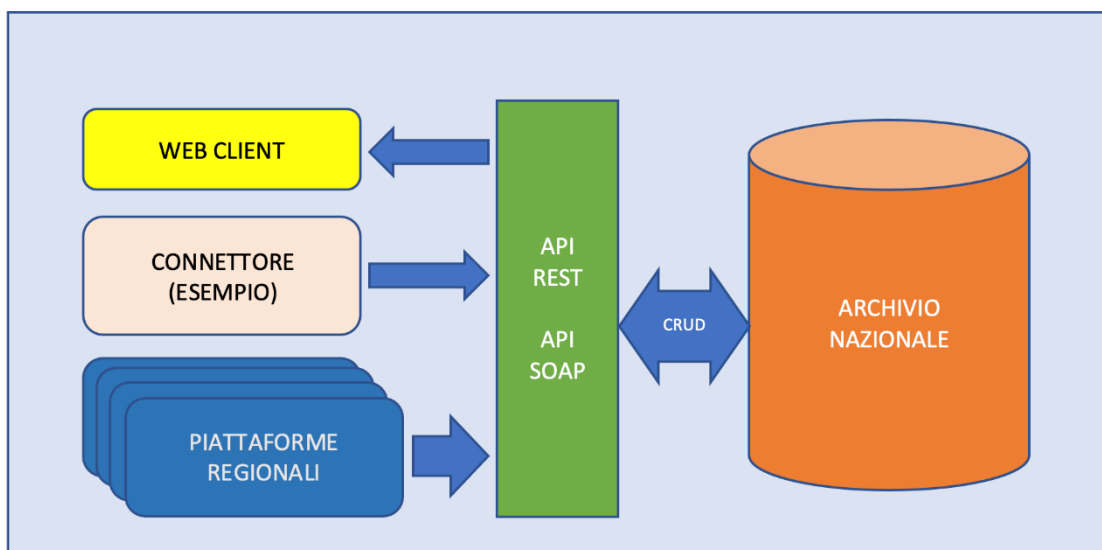 WEB CLIENT
CONNETTORE
(ESEMPIO)
PIATTAFORME
REGIONALI
API
REST
API
SOAP
CRUD
ARCHIVIO
NAZIONALE